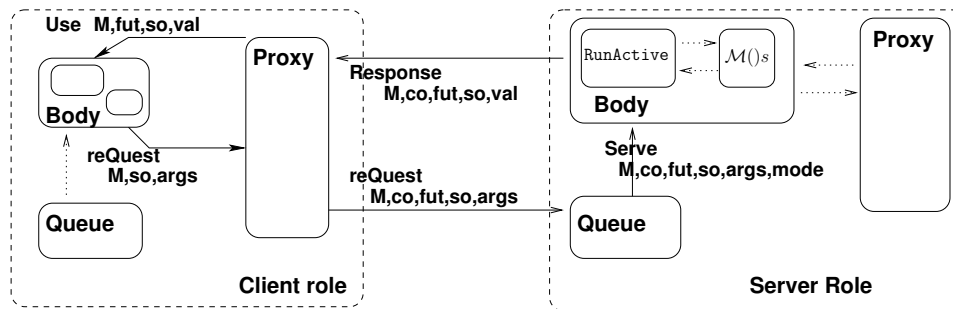 Use M,fut,so,val
Proxy
Body
reQuest
M,so,args
Queue
Client role
Response
M,co,fut,so,val
reQuest
M,co,fut,so,args
RunActive
M()s
Body
Proxy
Serve
M,co,fut,so,args,mode
Queue
Server Role